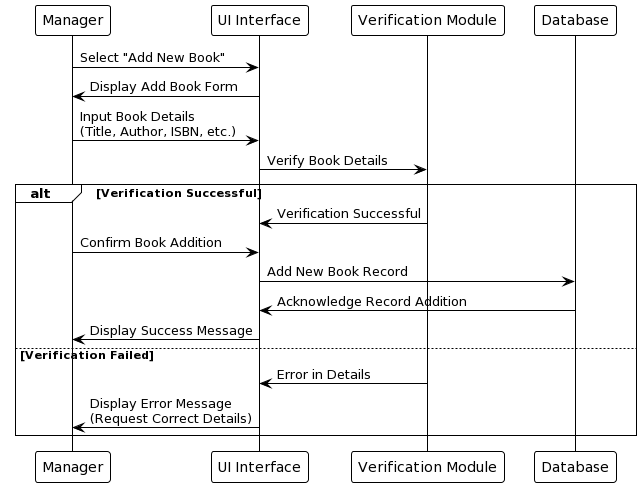 Manager
UI Interface
Verification Module
Database
Select "Add New Book"
Display Add Book Form
Input Book Details
(Title, Author, ISBN, etc.)
Verify Book Details
alt
[Verification Successful]
Verification Successful
Confirm Book Addition
Add New Book Record
Acknowledge Record Addition
Display Success Message
[Verification Failed]
Error in Details
Display Error Message
(Request Correct Details)
Manager
UI Interface
Verification Module
Database